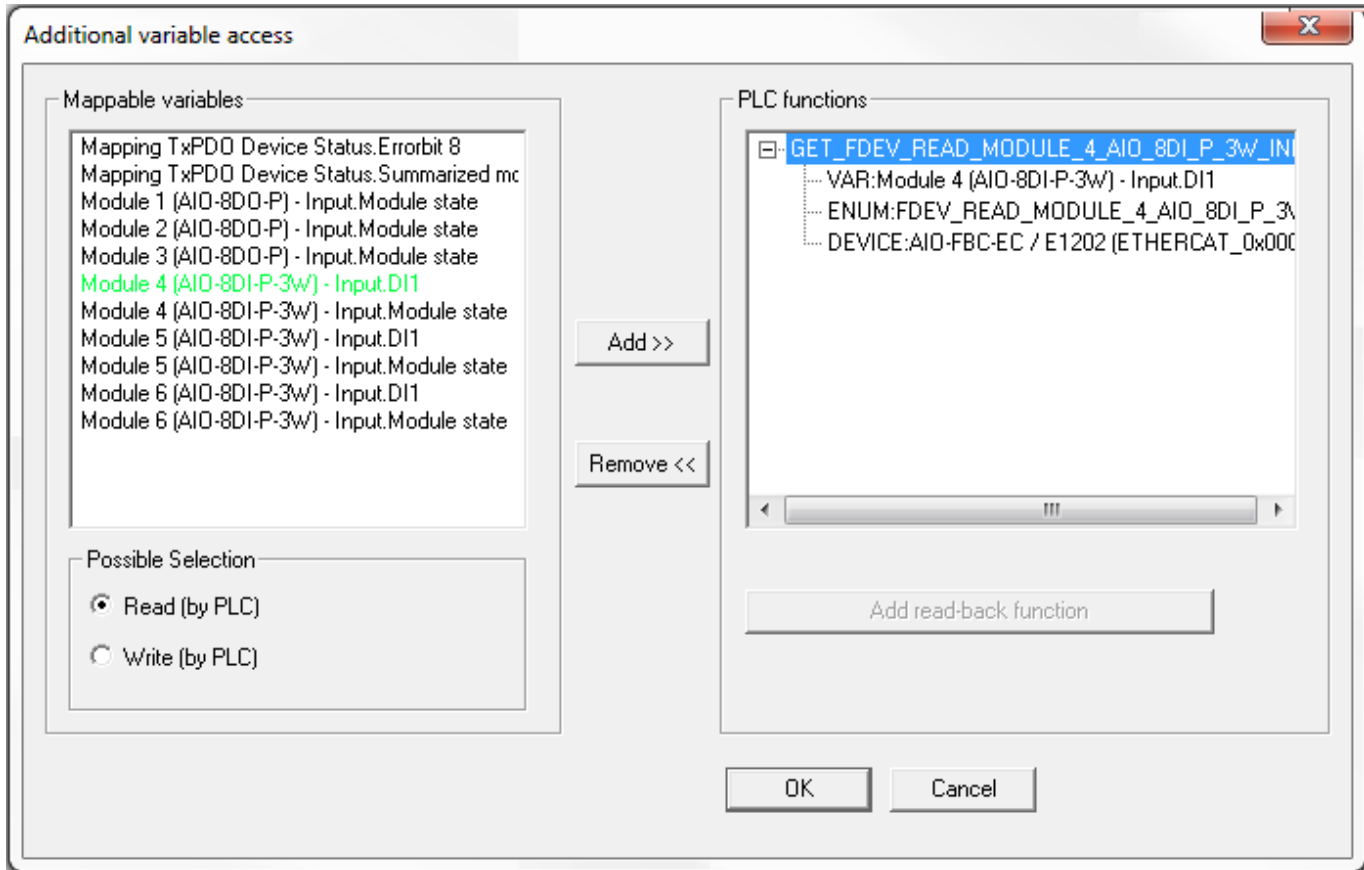 Additional variable access
Mappable variables
Mapping TxPDO Device Status.Errorbit 8
Mapping TxPDO Device Status.Summarized mo
Module 1 (AIO-8DO-P) - Input.Module state
Module 2 (AIO-8DO-P) - Input.Module state
Module 3 (AIO-8DO-P) - Input.Module state
Module 4 (AIO-8DI-P-3W) - Input.DI1
Module 4 (AIO-8DI-P-3W) - Input.Module state
Module 5 (AIO-8DI-P-3W) - Input.DI1
Module 5 (AIO-8DI-P-3W) - Input.Module state
Module 6 (AIO-8DI-P-3W) - Input.DI1
Module 6 (AIO-8DI-P-3W) - Input.Module state
Possible Selection
Read (by PLC)
Write (by PLC)
Add >>
Remove <<
PLC functions
GET_FDEV_READ_MODULE_4_AIO_8DI_P_3W_INI
VAR:Module 4 (AIO-8DI-P-3W) - Input.DI1
ENUM:FDEV_READ_MODULE_4_AIO_8DI_P_3W
DEVICE:AIO-FBC-EC / E1202 (ETHERCAT_0x000
Add read-back function
OK
Cancel